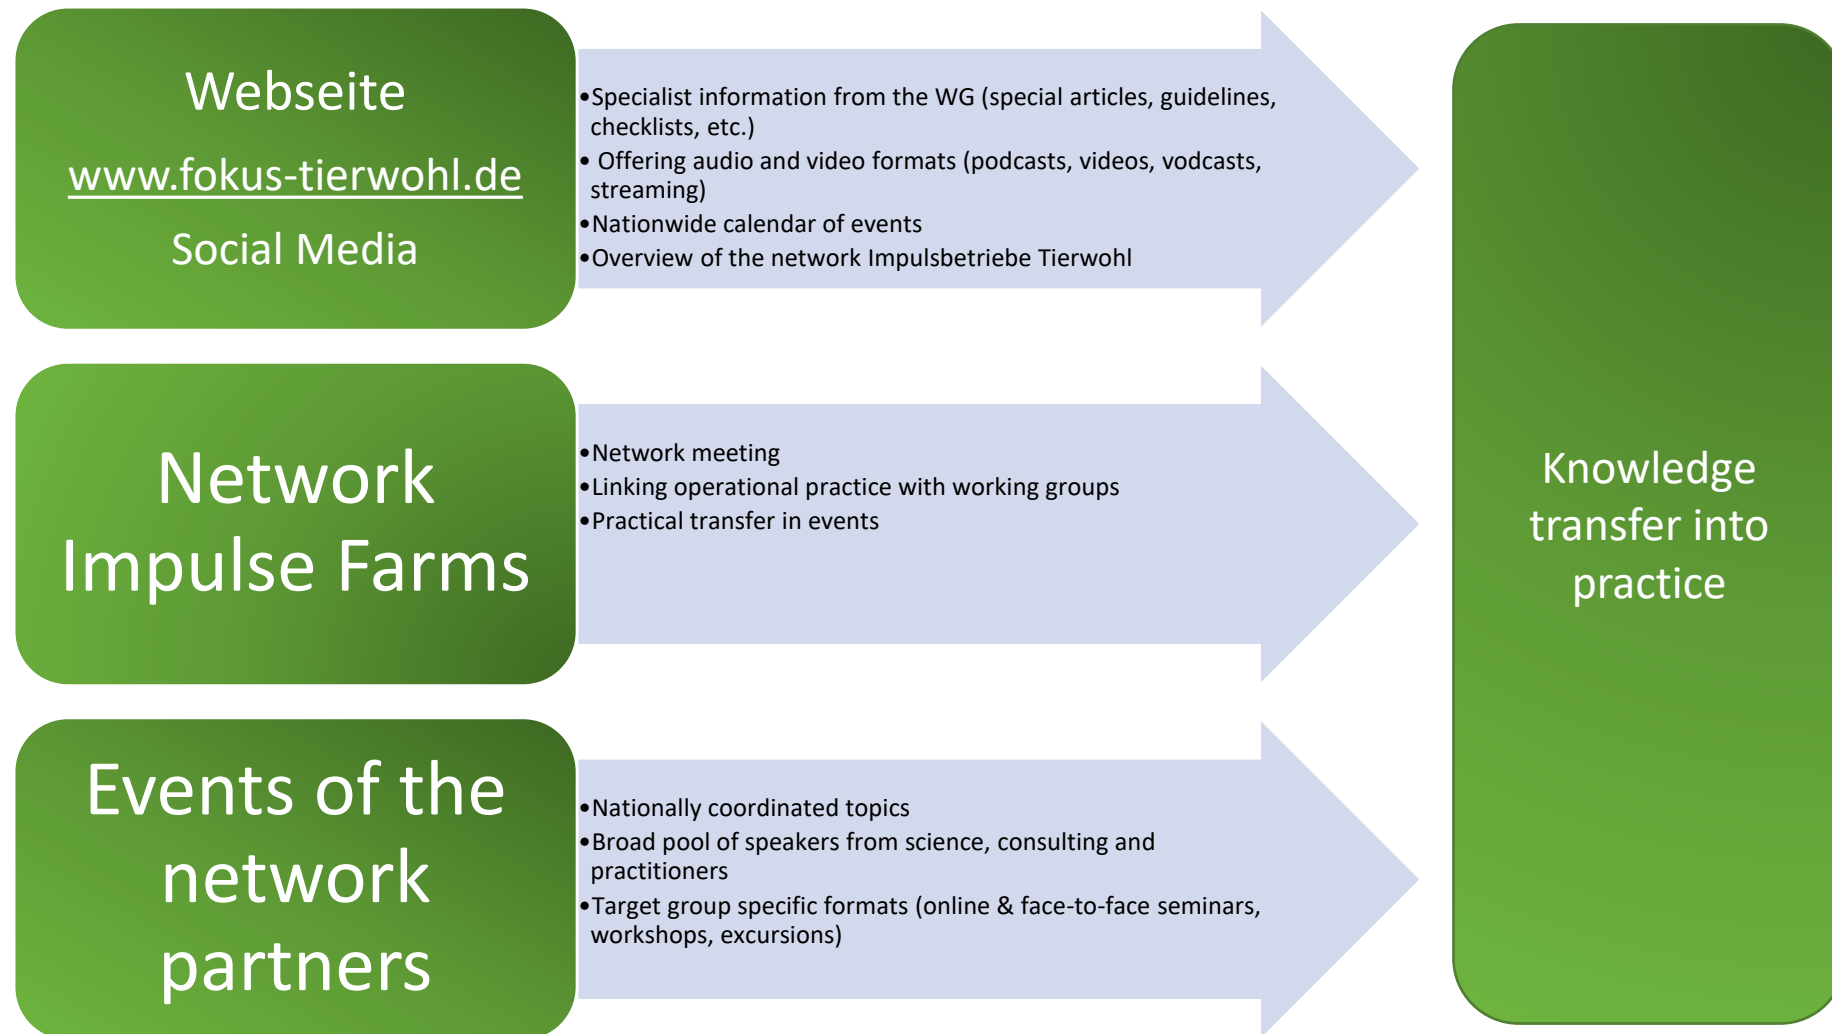 Webseite
www.fokus-tierwohl.de
Social Media
•Specialist information from the WG (special articles, guidelines,
checklists, etc.)
• Offering audio and video formats (podcasts, videos, vodcasts,
streaming)
•Nationwide calendar of events
•Overview of the network Impulsbetriebe Tierwohl
Network
Impulse Farms
•Network meeting
•Linking operational practice with working groups
•Practical transfer in events
Events of the
network
partners
•Nationally coordinated topics
•Broad pool of speakers from science, consulting and
practitioners
•Target group specific formats (online & face-to-face seminars,
workshops, excursions)
Knowledge
transfer into
practice